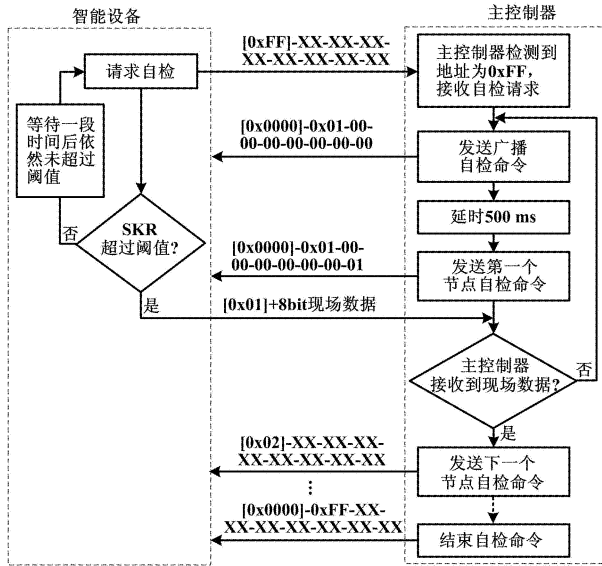 智能设备
主控制器
请求自检
[0xFF]-XX-XX-XX-
XX-XX-XX-XX-XX
主控制器检测到
地址为0xFF,
接收自检请求
等待一段
时间后依
然未超过
阈值
[0x0000]-0x01-00-
00-00-00-00-00-00
发送广播
自检命令
延时500 ms
否
SKR
超过阈值?
[0x0000]-0x01-00-
00-00-00-00-00-01
发送第一个
节点自检命令
是
[0x01]+8bit现场数据
主控制器
接收到现场数据?
否
是
[0x02]-XX-XX-XX-
XX-XX-XX-XX-XX
发送下一个
节点自检命令
⋮
[0x0000]-0xFF-XX-
XX-XX-XX-XX-XX-XX
结束自检命令